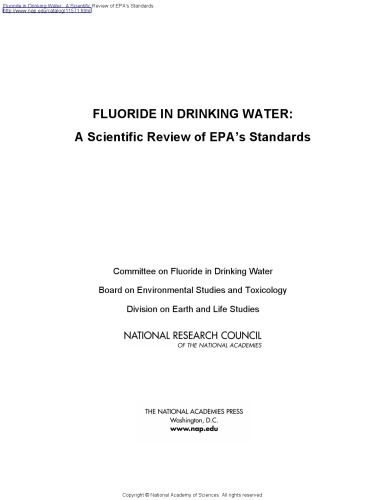 Fluoride in Drinking Water: A Scientific Review of EPA's Standards
http://www.nap.edu/catalog/11571.html
FLUORIDE IN DRINKING WATER:
A Scientific Review of EPA's Standards
Committee on Fluoride in Drinking Water
Board on Environmental Studies and Toxicology
Division on Earth and Life Studies
NATIONAL RESEARCH COUNCIL
OF THE NATIONAL ACADEMIES
THE NATIONAL ACADEMIES PRESS
Washington, D.C.
www.nap.edu
Copyright © National Academy of Sciences. All rights reserved.